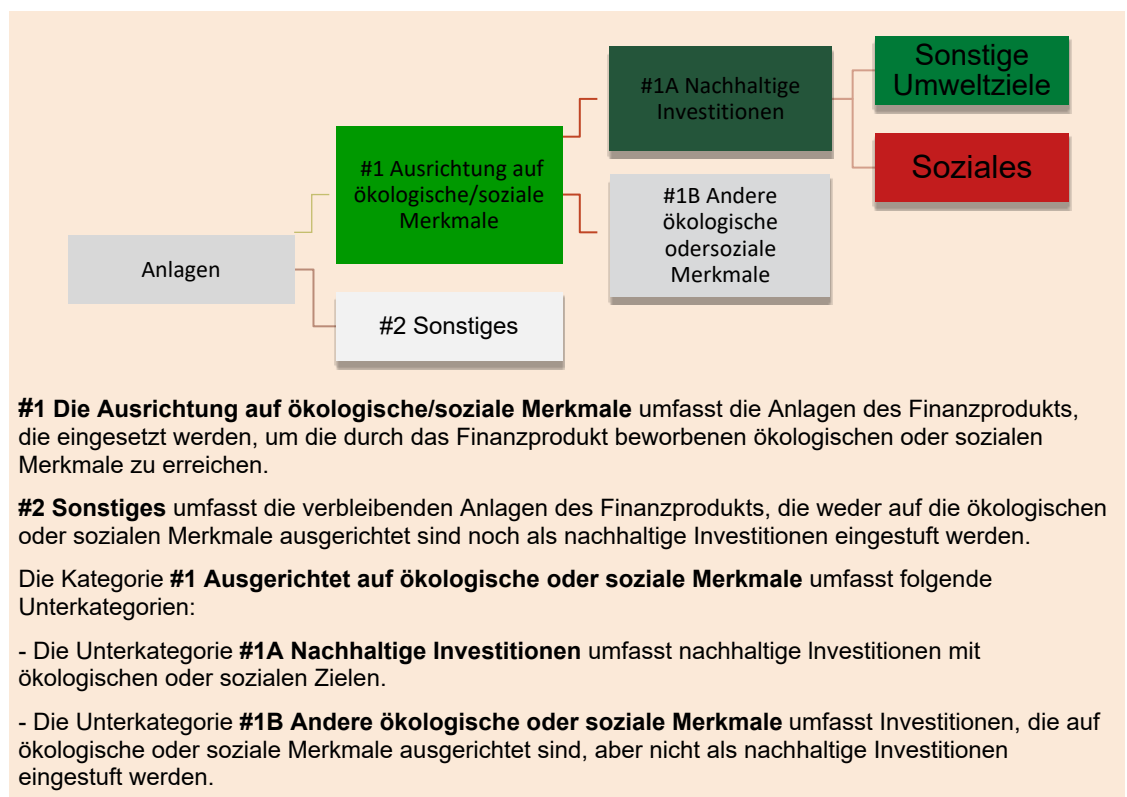 Sonstige
Umweltziele
#1A Nachhaltige
Investitionen
Soziales
#1 Ausrichtung auf
ökologische/soziale
Merkmale
#1B Andere
ökologische
odersoziale
Merkmale
Anlagen
#2 Sonstiges
#1 Die Ausrichtung auf ökologische/soziale Merkmale umfasst die Anlagen des Finanzprodukts,
die eingesetzt werden, um die durch das Finanzprodukt beworbenen ökologischen oder sozialen
Merkmale zu erreichen.
#2 Sonstiges umfasst die verbleibenden Anlagen des Finanzprodukts, die weder auf die ökologischen
oder sozialen Merkmale ausgerichtet sind noch als nachhaltige Investitionen eingestuft werden.
Die Kategorie #1 Ausgerichtet auf ökologische oder soziale Merkmale umfasst folgende
Unterkategorien:
- Die Unterkategorie #1A Nachhaltige Investitionen umfasst nachhaltige Investitionen mit
ökologischen oder sozialen Zielen.
- Die Unterkategorie #1B Andere ökologische oder soziale Merkmale umfasst Investitionen, die auf
ökologische oder soziale Merkmale ausgerichtet sind, aber nicht als nachhaltige Investitionen
eingestuft werden.